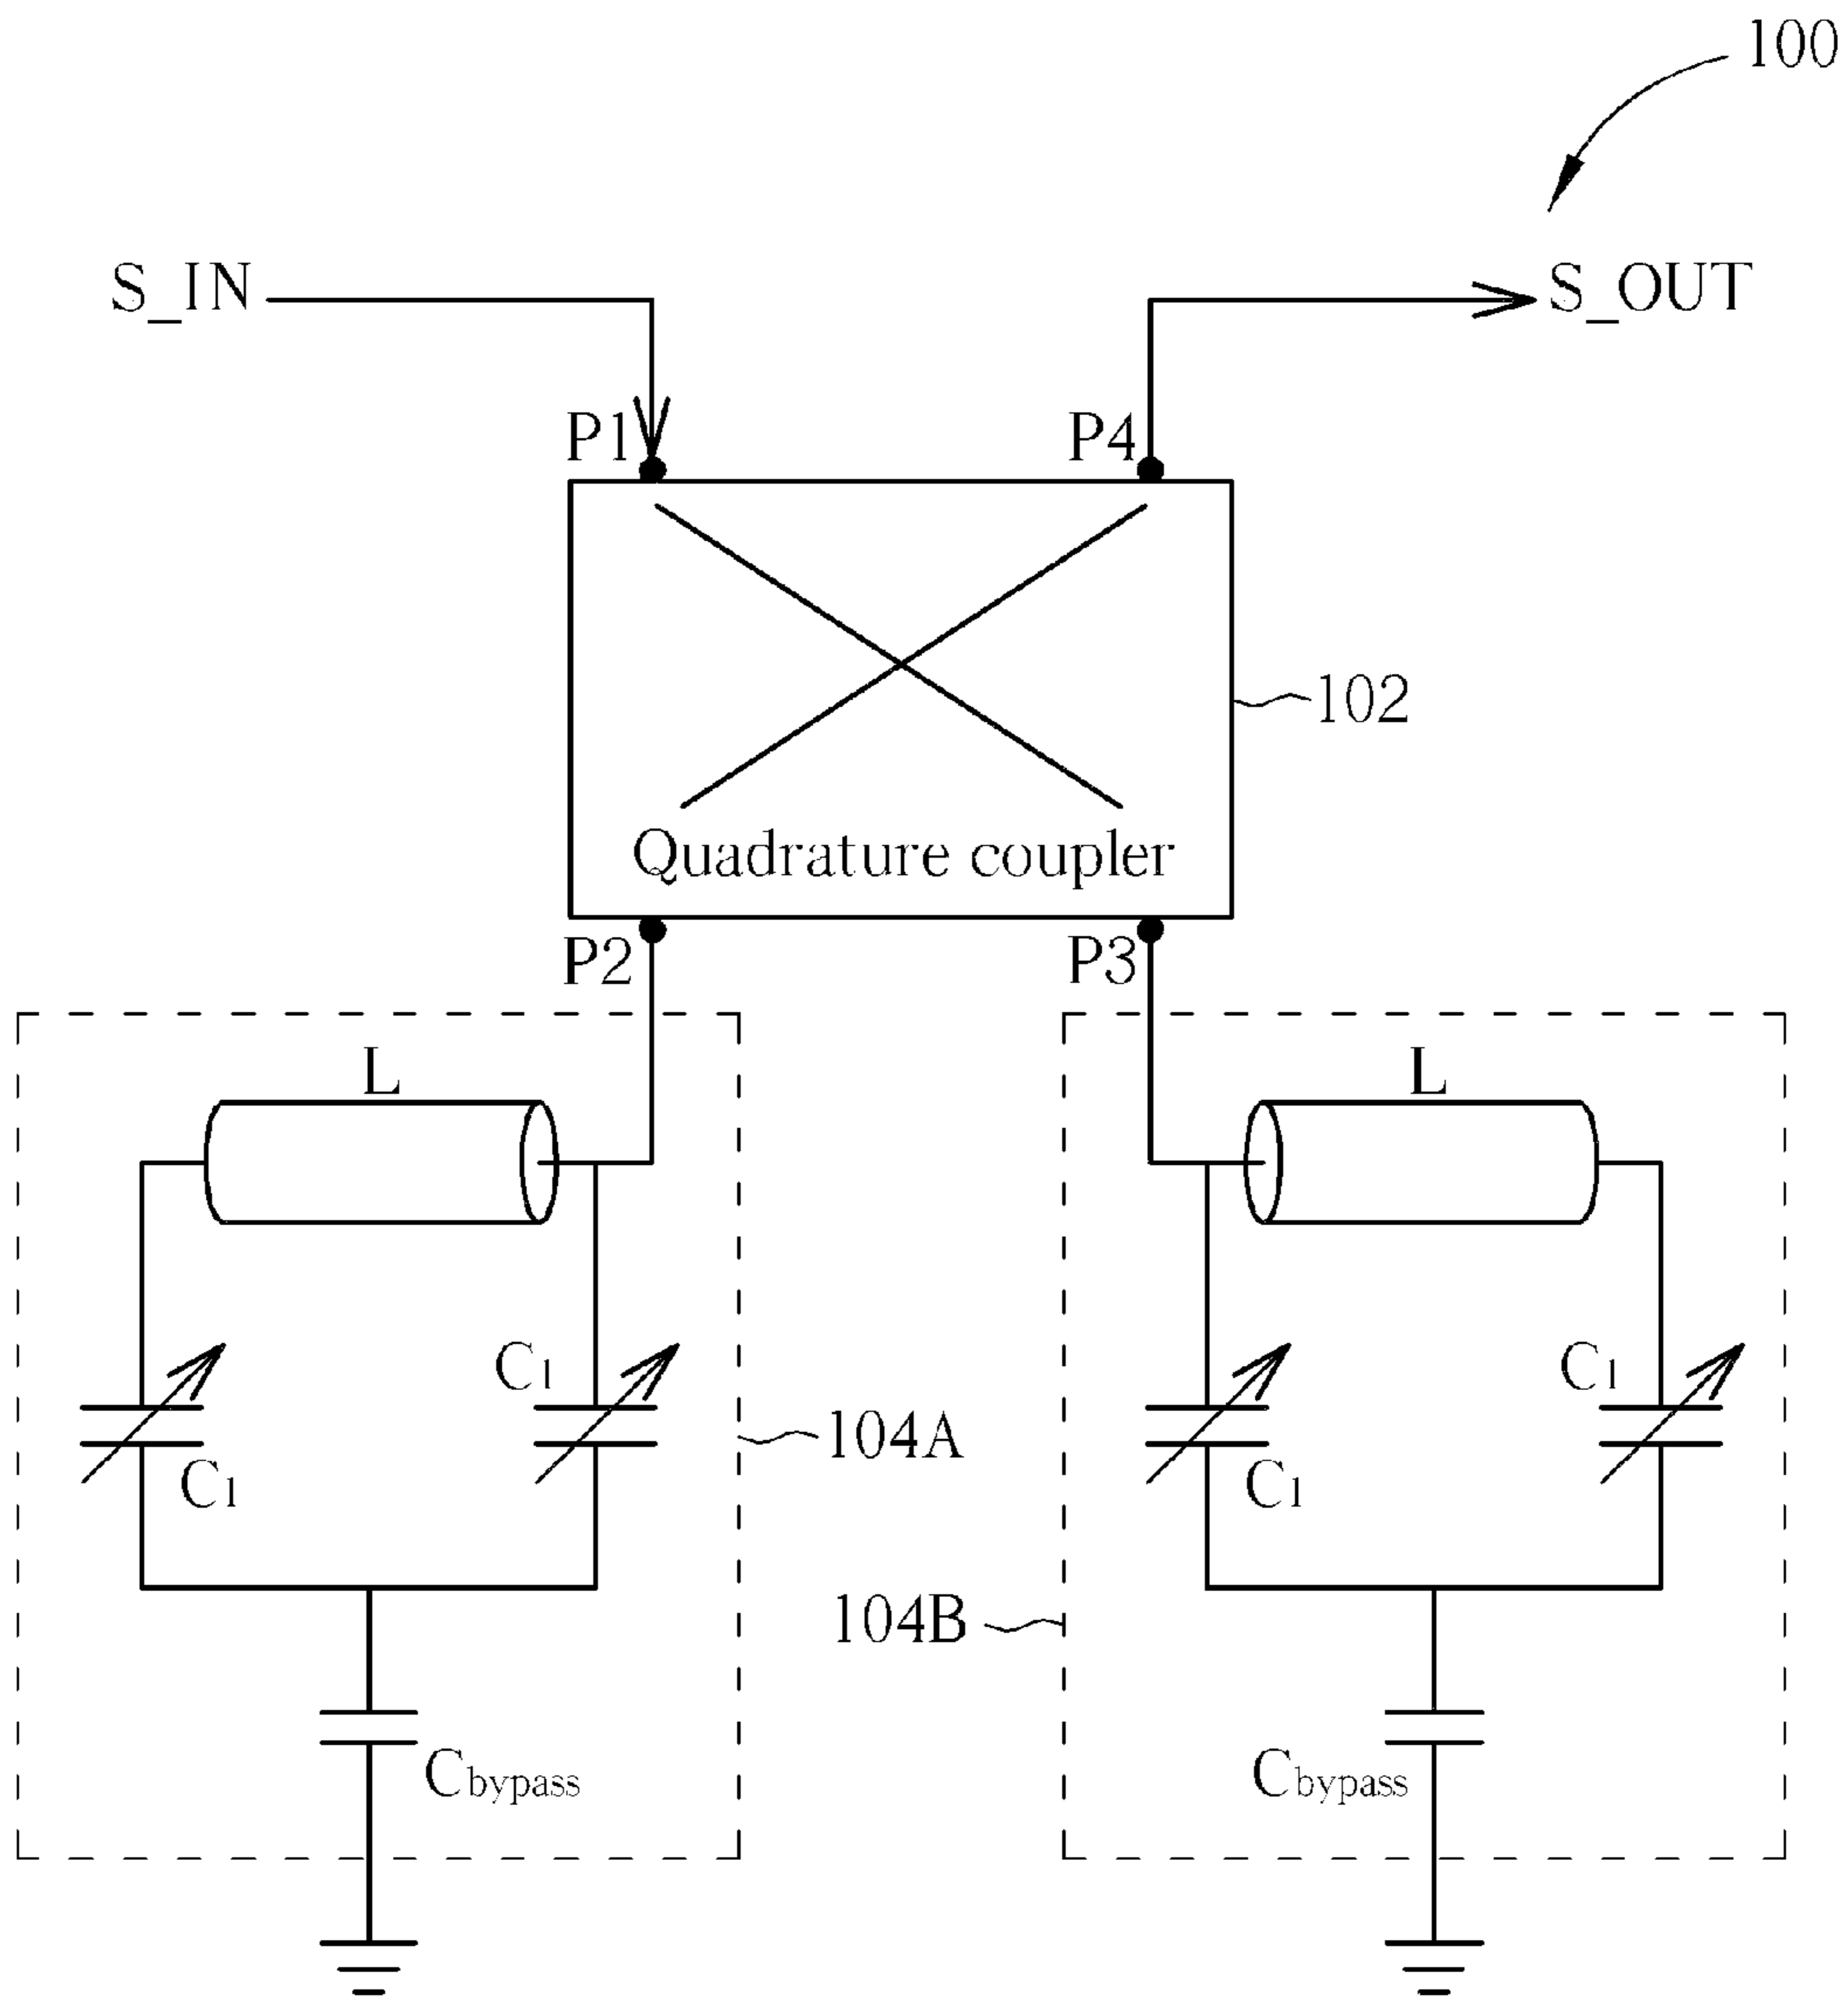 100
S_IN
S_OUT
P1
P4
102
Quadrature coupler
P2
P3
L
L
C1
C1
104A
C1
C1
104B
Cbypass
Cbypass